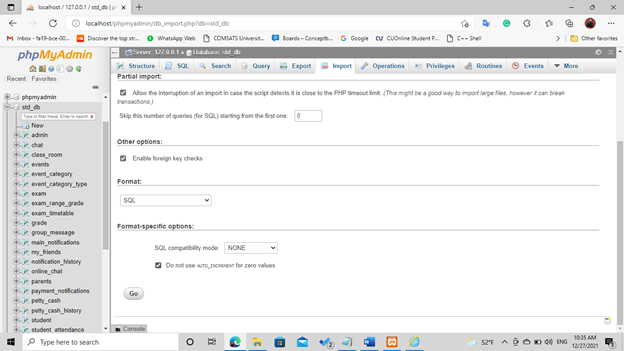 localhost / 127.0.0.1 / std_db | p
localhost/phpmyadmin/db_import.php?db=std_db
M Inbox - fa19-bce-00... Discover the top str... WhatsApp Web COMSATS Universit... Boards – Conceptb... Google CUOnline Student P... C++ Shell Other favorites
phpMyAdmin
Recent Favorites
phpmyadmin
std_db
Type to filter these, Enter to search X
New
admin
chat
class_room
events
event_category
event_category_type
exam
exam_range_grade
exam_timetable
grade
group_message
main_notifications
my_friends
notification_history
online_chat
parents
payment_notifications
petty_cash
petty_cash_history
student
student_attendance
Server: 127.0.0.1 » Database: std_db
Structure SQL Search Query Export Import Operations Privileges Routines Events More
Partial import:
Allow the interruption of an import in case the script detects it is close to the PHP timeout limit. (This might be a good way to import large files, however it can break
transactions.)
Skip this number of queries (for SQL) starting from the first one: 0
Other options:
Enable foreign key checks
Format:
SQL
Format-specific options:
SQL compatibility mode: NONE
Do not use AUTO_INCREMENT for zero values
Go
Console
Type here to search
52°F
ENG
10:35 AM
12/27/2021